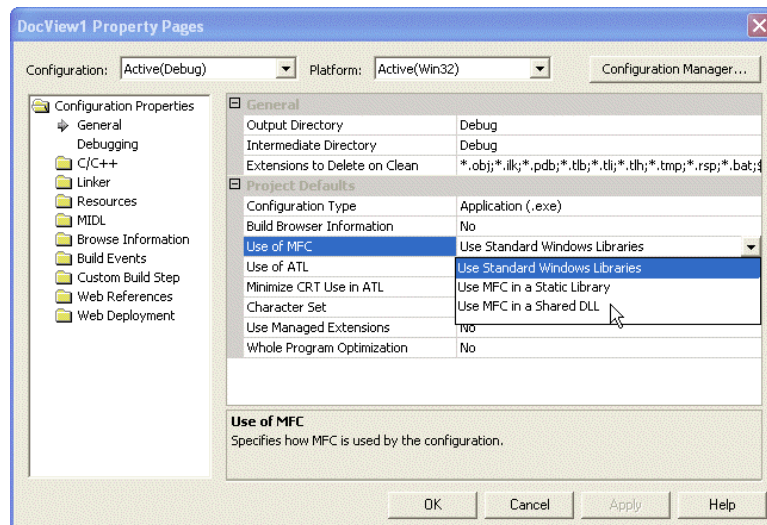 DocView1 Property Pages
Configuration: Active(Debug) Platform: Active(Win32) Configuration Manager...
Configuration Properties
General
Debugging
C/C++
Linker
Resources
MIDL
Browse Information
Build Events
Custom Build Step
Web References
Web Deployment
General
Output Directory Debug
Intermediate Directory Debug
Extensions to Delete on Clean *.obj;*.ilk;*.pdb;*.tlb;*.tli;*.tlh;*.tmp;*.rsp;*.bat;$
Project Defaults
Configuration Type Application (.exe)
Build Browser Information No
Use of MFC Use Standard Windows Libraries
Use of ATL Use Standard Windows Libraries
Minimize CRT Use in ATL Use MFC in a Static Library
Character Set Use MFC in a Shared DLL
Use Managed Extensions No
Whole Program Optimization No
Use of MFC
Specifies how MFC is used by the configuration.
OK Cancel Apply Help